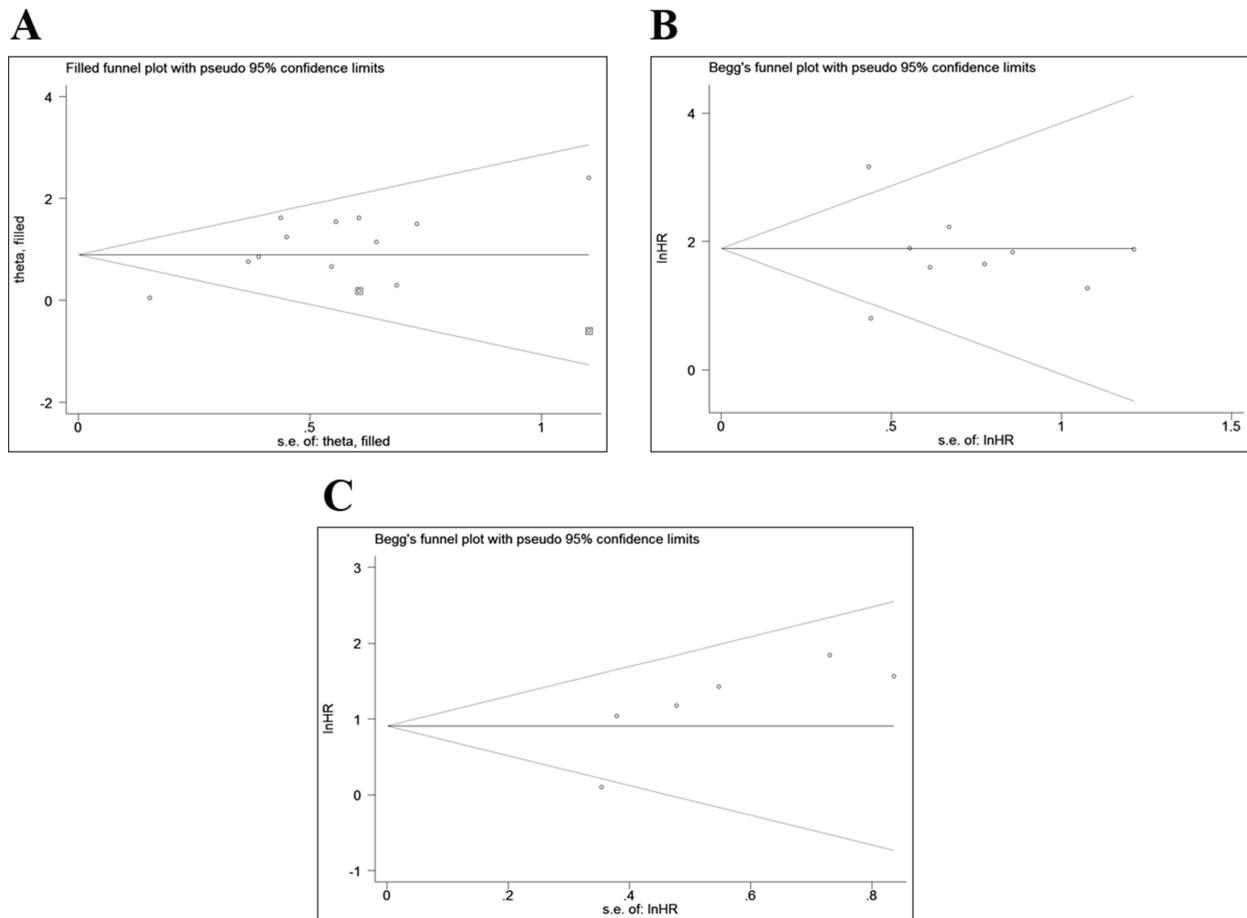 A
Filled funnel plot with pseudo 95% confidence limits
theta, filled
4
2
0
-2
0 .5 1
s.e. of: theta, filled
B
Begg's funnel plot with pseudo 95% confidence limits
lnHR
4
2
0
0 .5 1 1.5
s.e. of: lnHR
C
Begg's funnel plot with pseudo 95% confidence limits
lnHR
3
2
1
0
-1
0 .2 .4 .6 .8
s.e. of: lnHR